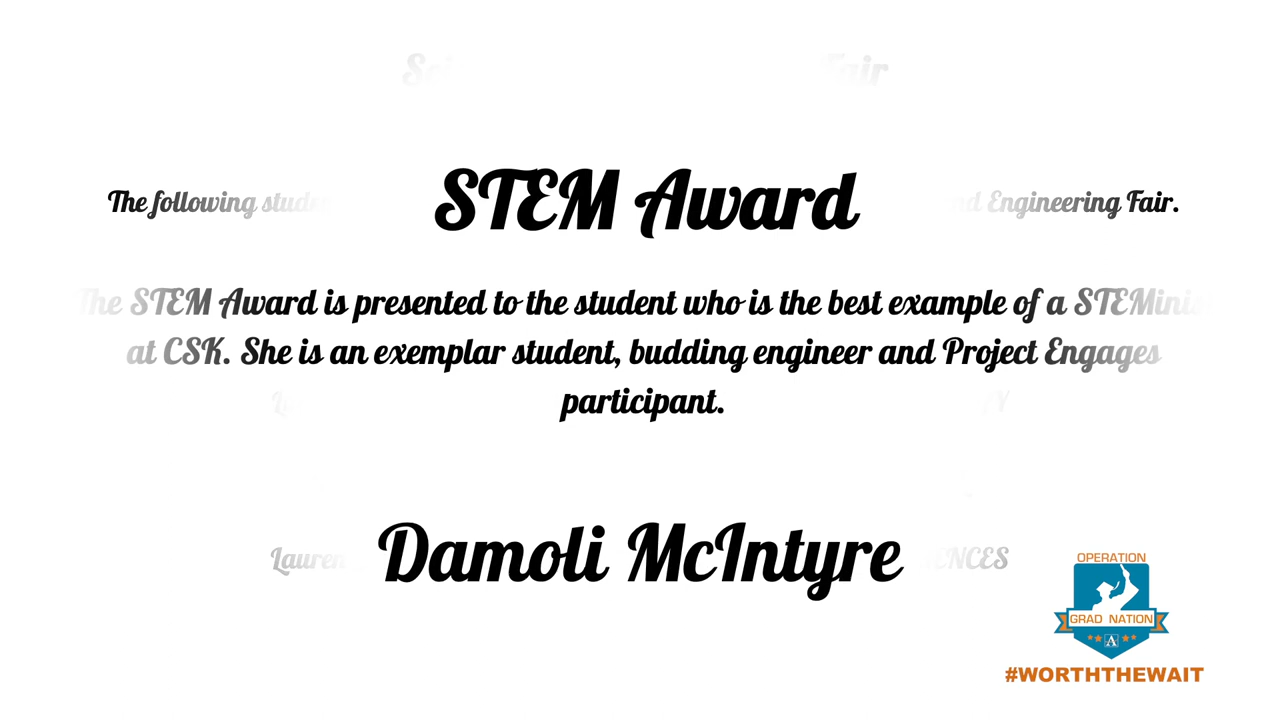 Fair
The following STEM Award Engineering Fair.
The STEM Award is presented to the student who is the best example of a STEMinist
at CSK. She is an exemplar student, budding engineer and Project Engages
participant.
Lauren Damoli McIntyre
OPERATION
GRAD NATION
A
#WORTHTHEWAIT